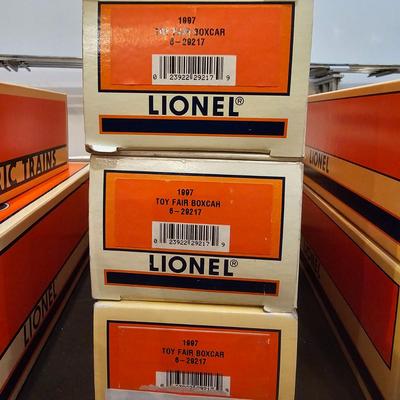 1997
TOY FAIR BOXCAR
6-29217
0 23922 29217 9
LIONEL®
IC TRAINS
LIONEL
1997
TOY FAIR BOXCAR
6-29217
0 23922 29217 9
LIONEL®
LIONEL
1997
TOY FAIR BOXCAR
6-29217